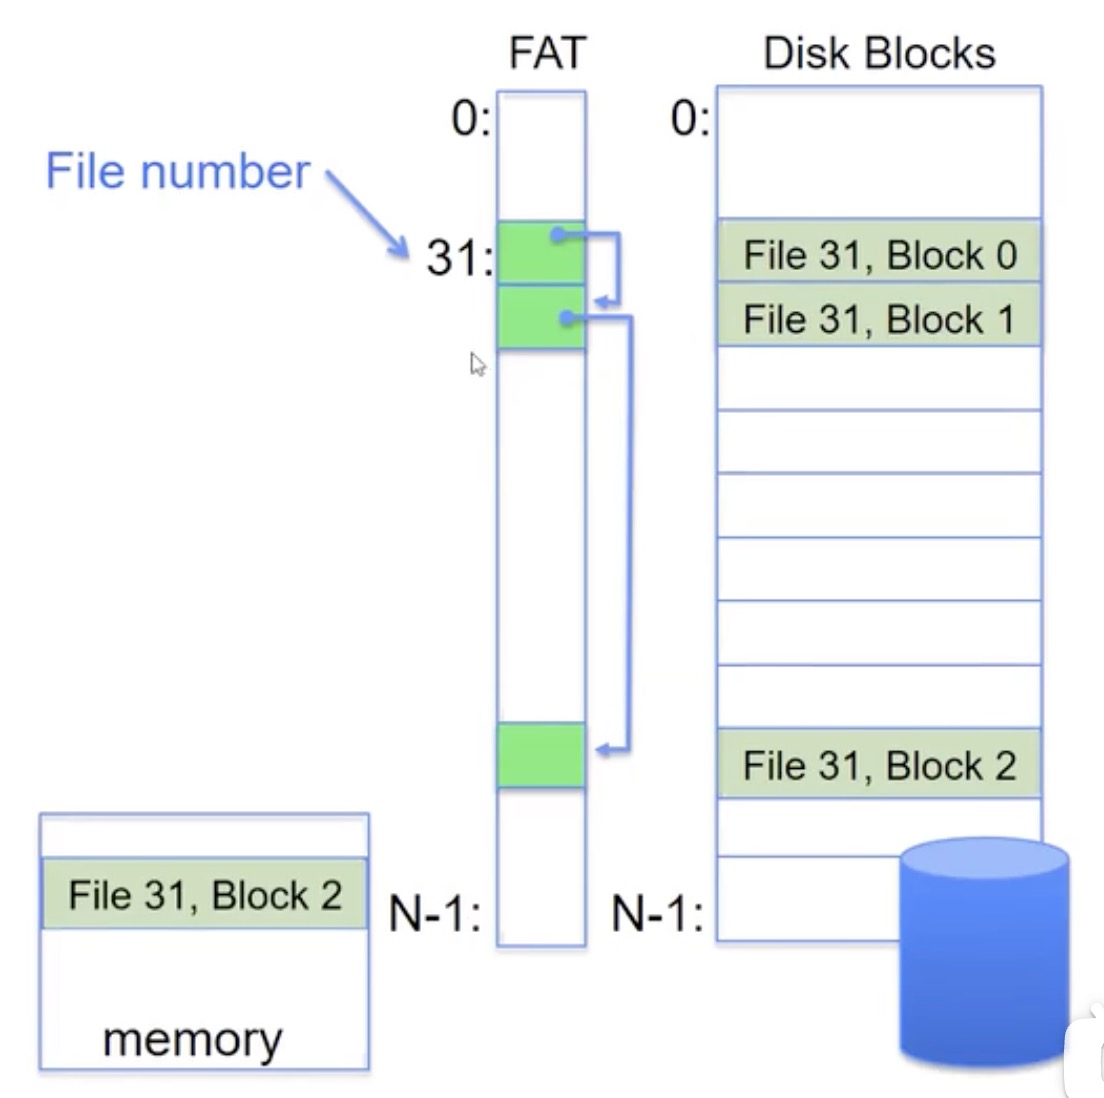 FAT
Disk Blocks
0:
0:
File number
31:
File 31, Block 0
File 31, Block 1
File 31, Block 2
File 31, Block 2
N-1:
N-1:
memory